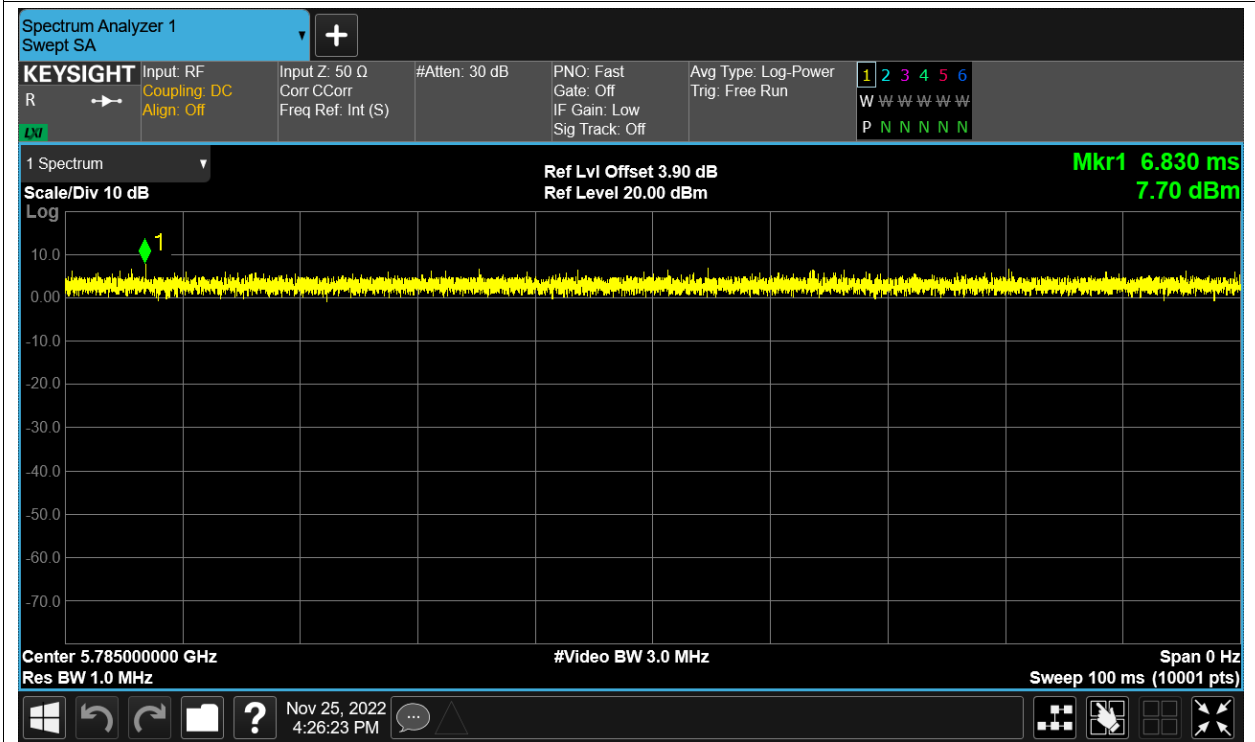 Spectrum Analyzer 1
Swept SA
KEYSIGHT
R
LXI
Input: RF
Coupling: DC
Align: Off
Input Z: 50 Ω
Corr CCorr
Freq Ref: Int (S)
#Atten: 30 dB
PNO: Fast
Gate: Off
IF Gain: Low
Sig Track: Off
Avg Type: Log-Power
Trig: Free Run
1 2 3 4 5 6
W W W W W W
P N N N N N
1 Spectrum
Scale/Div 10 dB
Log
Ref Lvl Offset 3.90 dB
Ref Level 20.00 dBm
Mkr1 6.830 ms
7.70 dBm
1
10.0
0.00
-10.0
-20.0
-30.0
-40.0
-50.0
-60.0
-70.0
Center 5.785000000 GHz
Res BW 1.0 MHz
#Video BW 3.0 MHz
Span 0 Hz
Sweep 100 ms (10001 pts)
?
Nov 25, 2022
4:26:23 PM